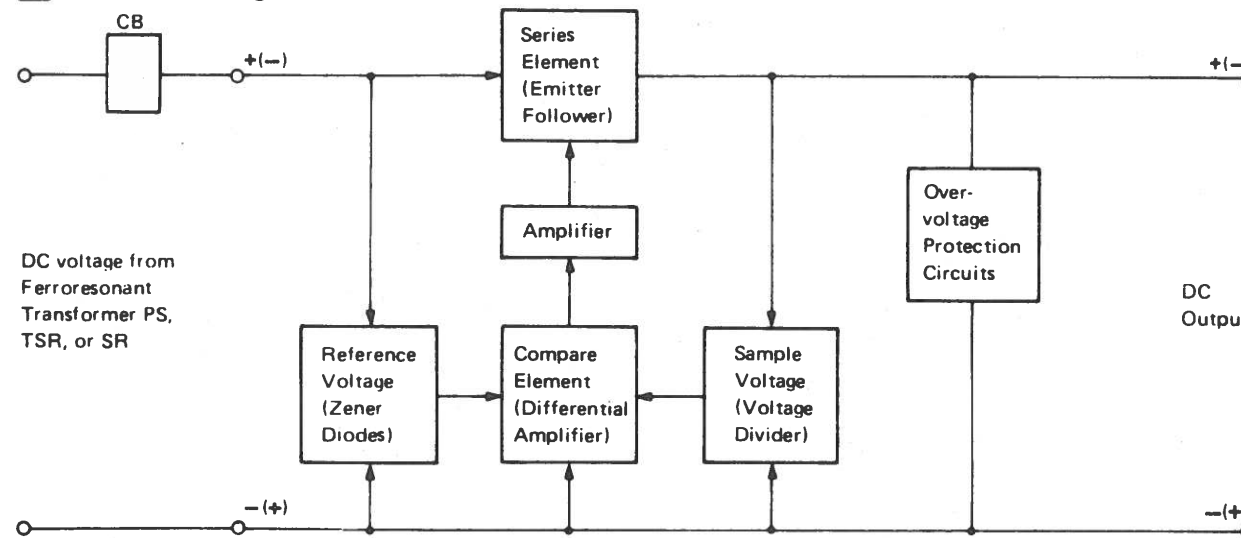 CB
+(—)
Series
Element
(Emitter
Follower)
+(—
Amplifier
Over-
voltage
Protection
Circuits
DC voltage from
Ferroresonant
Transformer PS,
TSR, or SR
DC
Outpu
Reference
Voltage
(Zener
Diodes)
Compare
Element
(Differential
Amplifier)
Sample
Voltage
(Voltage
Divider)
—(+)
—(+